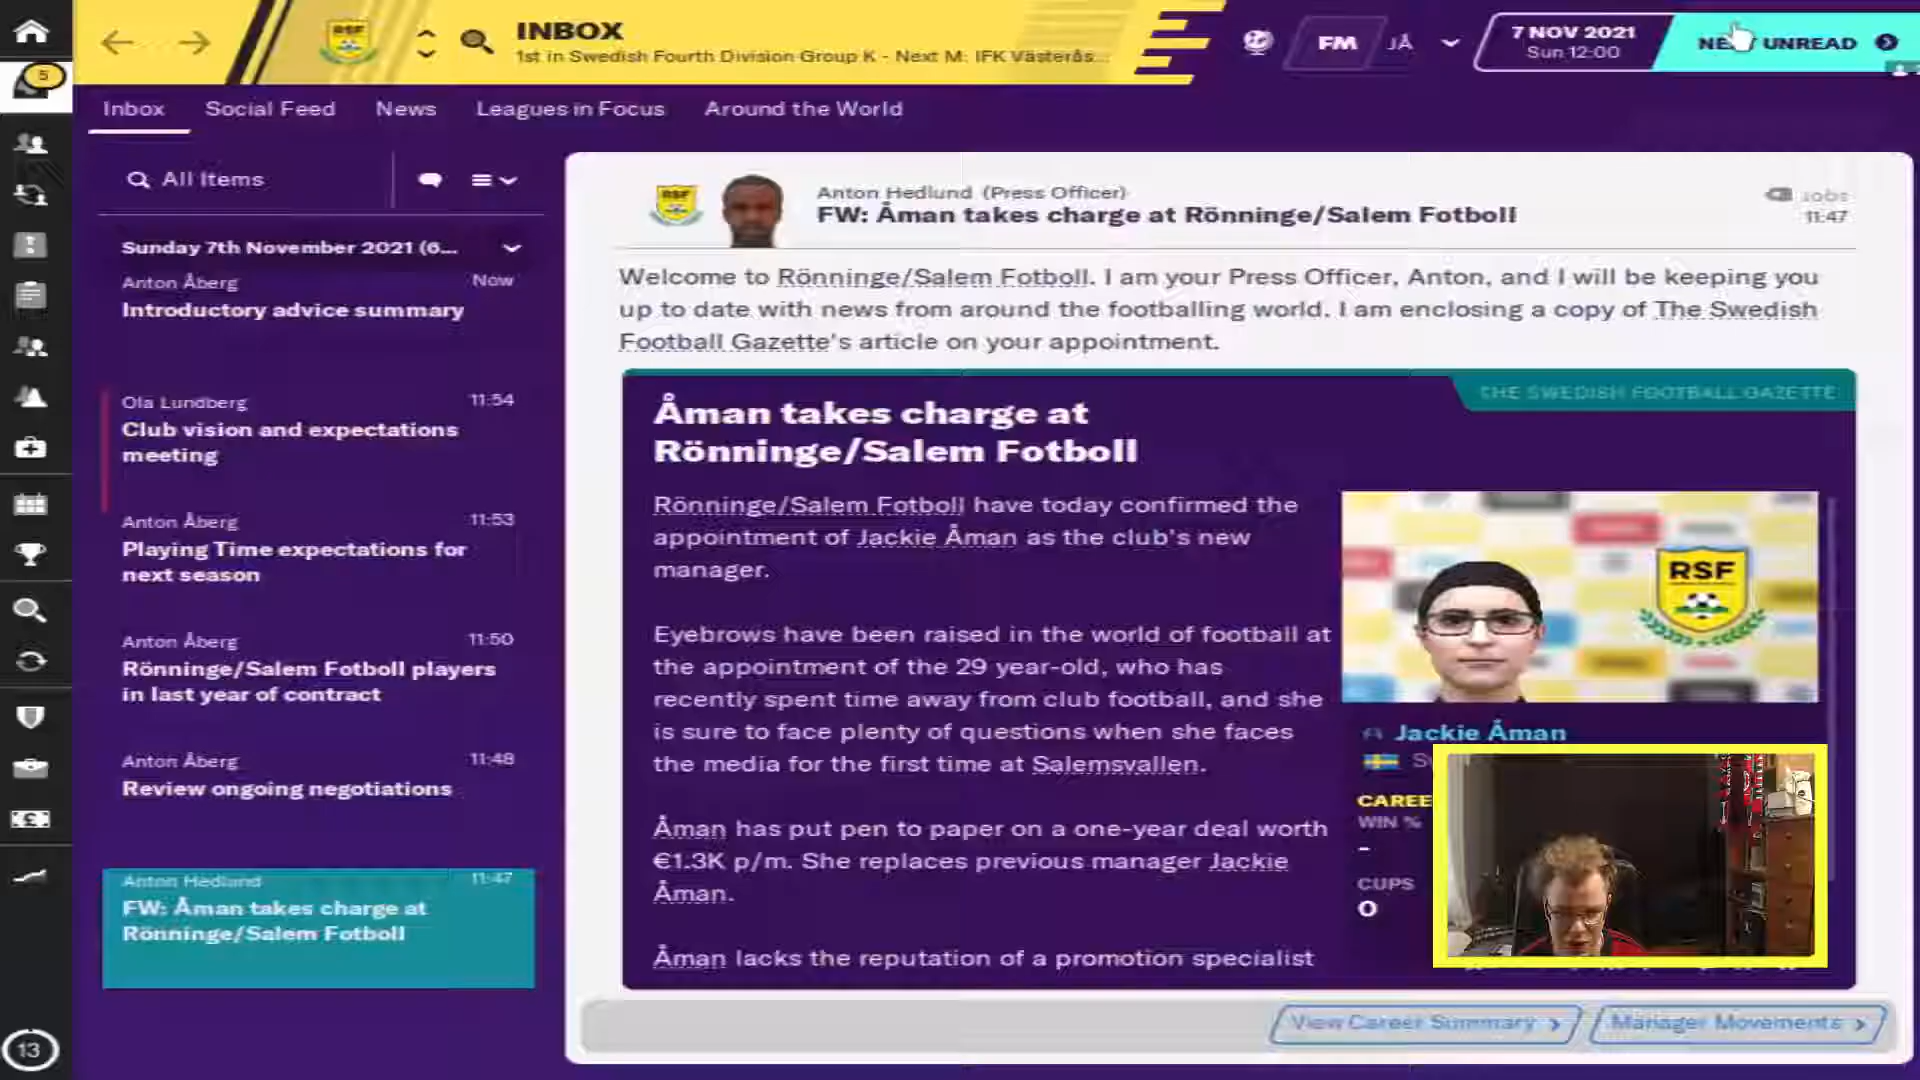 INBOX
1st in Swedish Fourth Division Group K - Next M: IFK Västerås...
FM
JÅ
7 NOV 2021
Sun 12:00
UNREAD
5
Inbox
Social Feed
News
Leagues in Focus
Around the World
All Items
Sunday 7th November 2021 (6...
Anton Åberg
Now
Introductory advice summary
Ola Lundberg
11:54
Club vision and expectations
meeting
Anton Åberg
11:53
Playing Time expectations for
next season
Anton Åberg
11:50
Rönninge/Salem Fotboll players
in last year of contract
Anton Åberg
11:48
Review ongoing negotiations
Anton Hedlund
11:47
FW: Åman takes charge at
Rönninge/Salem Fotboll
13
RSF
Anton Hedlund (Press Officer)
FW: Åman takes charge at Rönninge/Salem Fotboll
Jobs
11:47
Welcome to Rönninge/Salem Fotboll. I am your Press Officer, Anton, and I will be keeping you
up to date with news from around the footballing world. I am enclosing a copy of The Swedish
Football Gazette's article on your appointment.
THE SWEDISH FOOTBALL GAZETTE
Åman takes charge at
Rönninge/Salem Fotboll
Rönninge/Salem Fotboll have today confirmed the
appointment of Jackie Åman as the club's new
manager.
Eyebrows have been raised in the world of football at
the appointment of the 29 year-old, who has
recently spent time away from club football, and she
is sure to face plenty of questions when she faces
the media for the first time at Salemsvallen.
Åman has put pen to paper on a one-year deal worth
€1.3K p/m. She replaces previous manager Jackie
Åman.
Åman lacks the reputation of a promotion specialist
RSF
Jackie Åman
CAREE
WIN %
-
CUPS
0
View Career Summary
Manager Movements